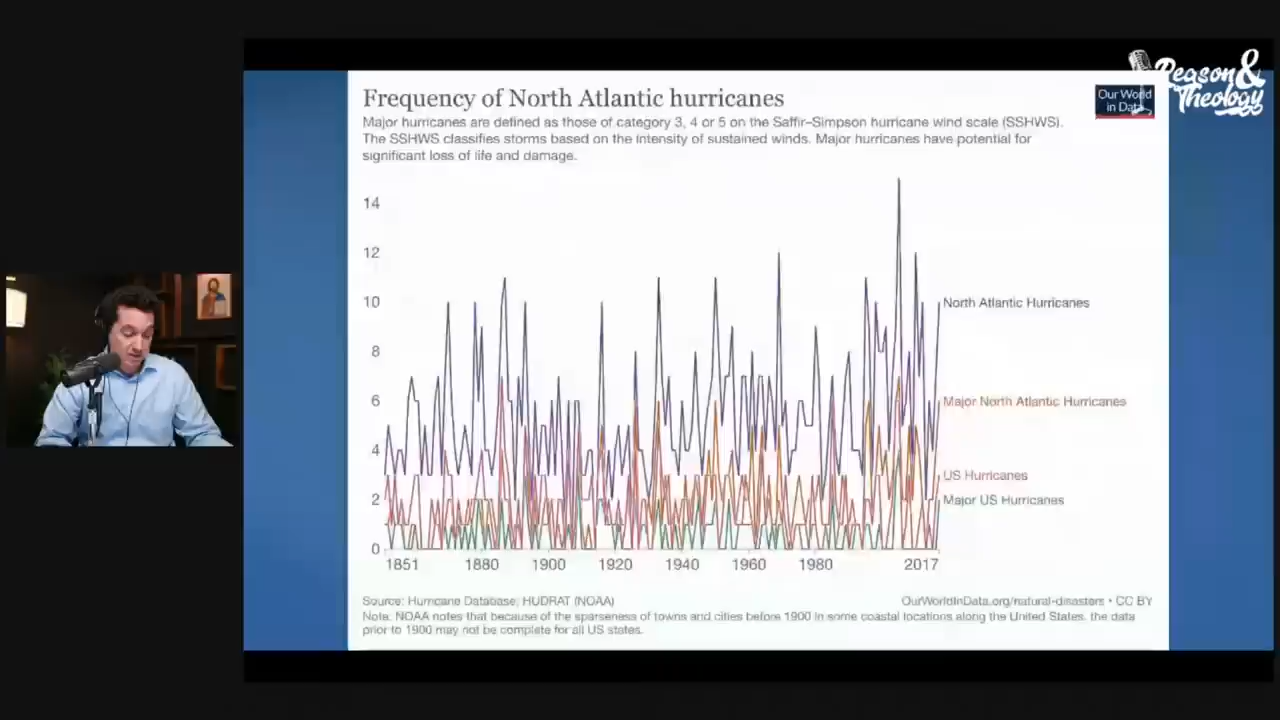 Reason &
Theology
Frequency of North Atlantic hurricanes
Our World
in Data
Major hurricanes are defined as those of category 3, 4 or 5 on the Saffir–Simpson hurricane wind scale (SSHWS).
The SSHWS classifies storms based on the intensity of sustained winds. Major hurricanes have potential for
significant loss of life and damage.
14
12
10
North Atlantic Hurricanes
8
6
Major North Atlantic Hurricanes
4
US Hurricanes
2
Major US Hurricanes
0
1851 1880 1900 1920 1940 1960 1980 2017
Source: Hurricane Database; HUDRAT (NOAA)
OurWorldInData.org/natural-disasters • CC BY
Note: NOAA notes that because of the sparseness of towns and cities before 1900 in some coastal locations along the United States, the data
prior to 1900 may not be complete for all US states.